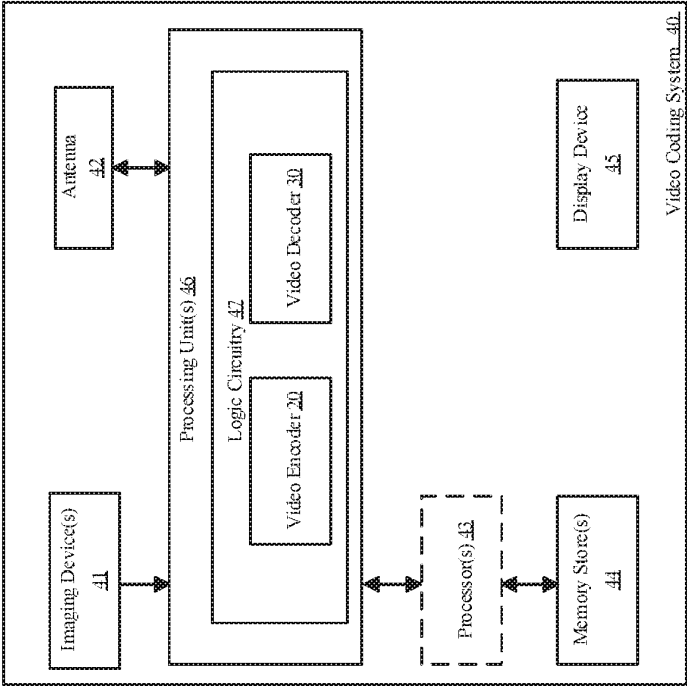 Imaging Device(s)
41
Antenna
42
Processing Unit(s) 46
Logic Circuitry 47
Video Encoder 20
Video Decoder 30
Processor(s) 43
Memory Store(s)
44
Display Device
45
Video Coding System 40